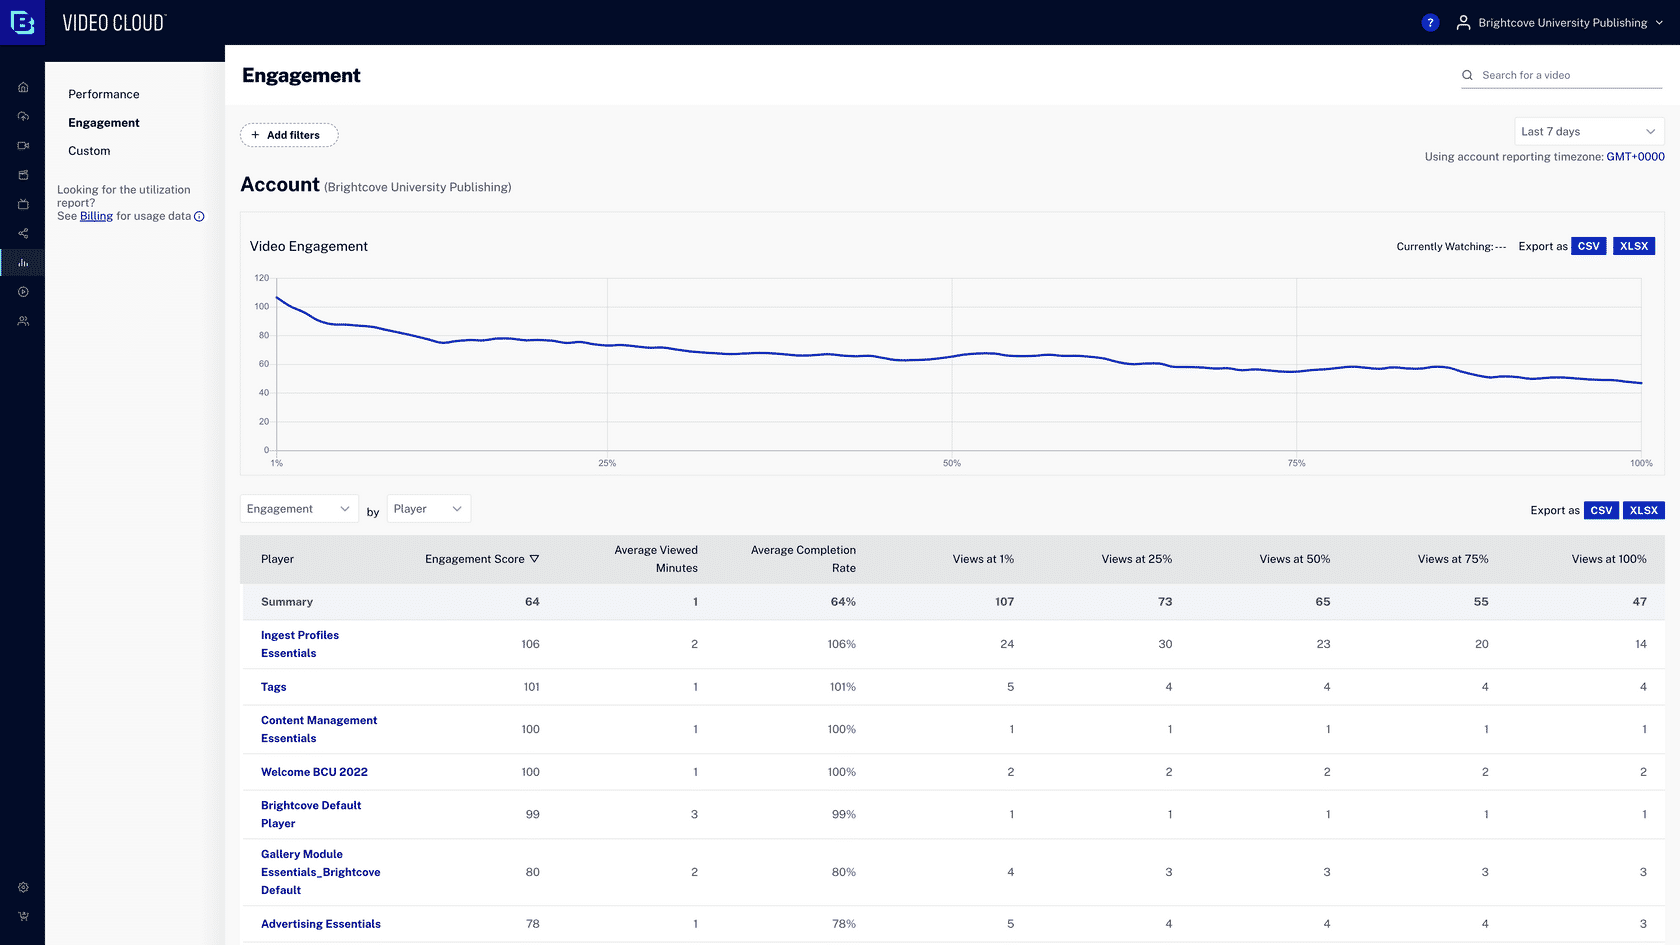 VIDEO CLOUD
?
Brightcove University Publishing
Performance
Engagement
Custom
Looking for the utilization
report?
See Billing for usage data
Engagement
Search for a video
+ Add filters
Last 7 days
Using account reporting timezone: GMT+0000
Account (Brightcove University Publishing)
Video Engagement
Currently Watching: ---
Export as CSV XLSX
120
100
80
60
40
20
0
1% 25% 50% 75% 100%
Engagement by Player
Export as CSV XLSX
Player Engagement Score Average Viewed Minutes Average Completion Rate Views at 1% Views at 25% Views at 50% Views at 75% Views at 100%
Summary 64 1 64% 107 73 65 55 47
Ingest Profiles Essentials 106 2 106% 24 30 23 20 14
Tags 101 1 101% 5 4 4 4 4
Content Management Essentials 100 1 100% 1 1 1 1 1
Welcome BCU 2022 100 1 100% 2 2 2 2 2
Brightcove Default Player 99 3 99% 1 1 1 1 1
Gallery Module Essentials_Brightcove Default 80 2 80% 4 3 3 3 3
Advertising Essentials 78 1 78% 5 4 4 4 3